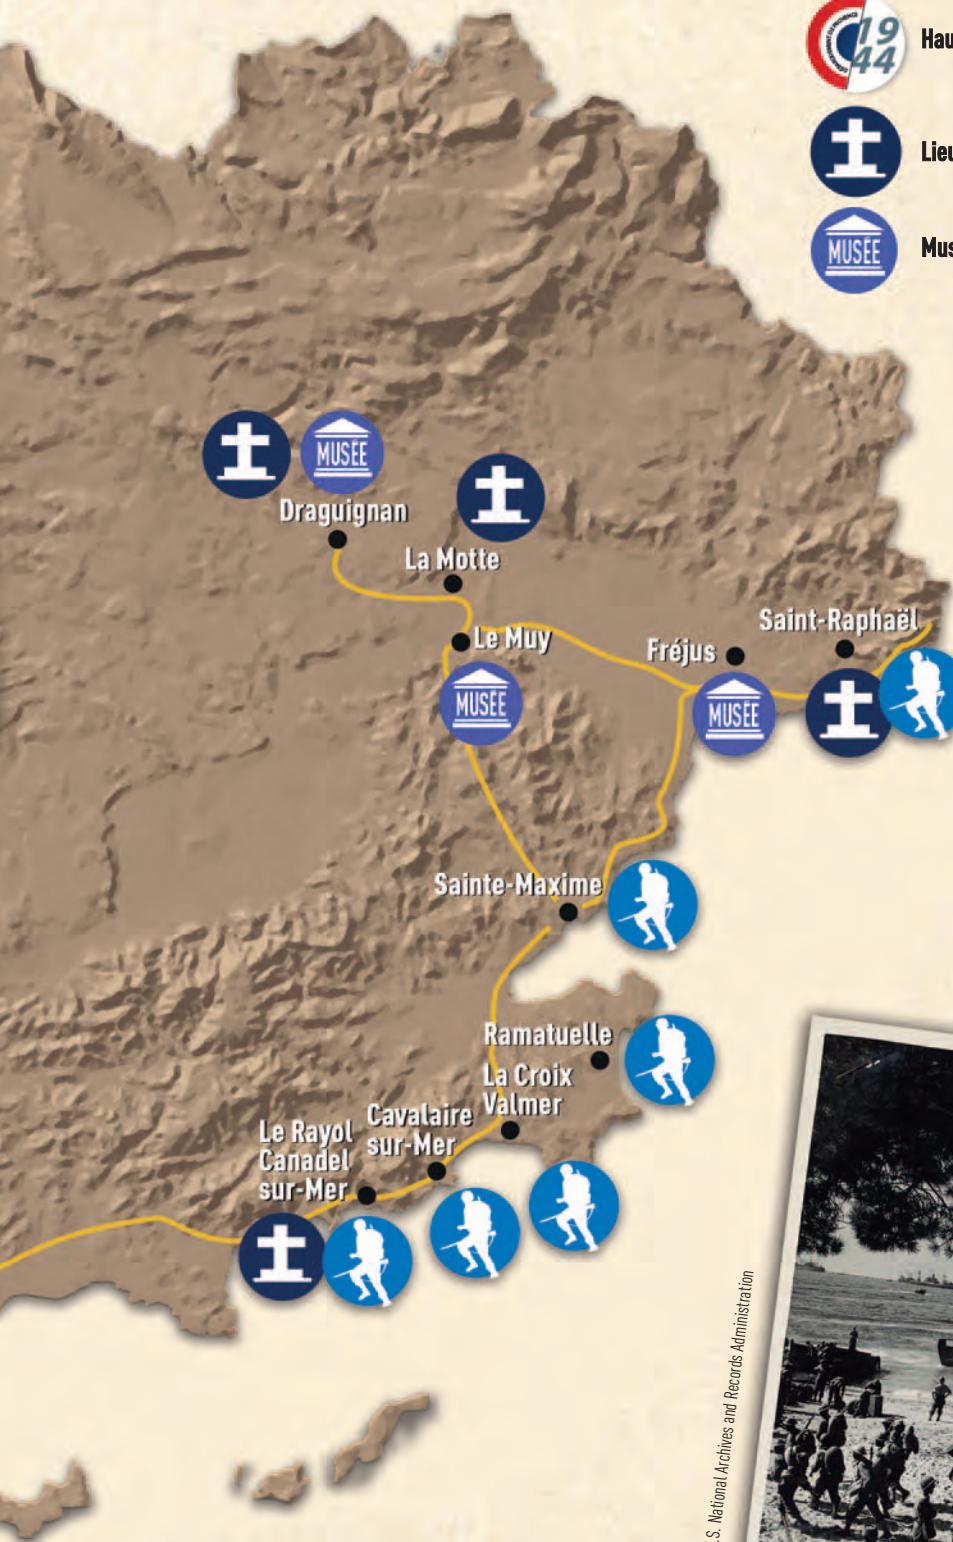 19
44
Hau
Lieu
MUSÉE
Mus
MUSÉE
Draguignan
La Motte
Saint-Raphaël
Le Muy
Fréjus
MUSÉE
MUSÉE
Sainte-Maxime
Ramatuelle
La Croix
Valmer
Cavalaire
sur-Mer
Le Rayol
Canadel
sur-Mer
.S. National Archives and Records Administration